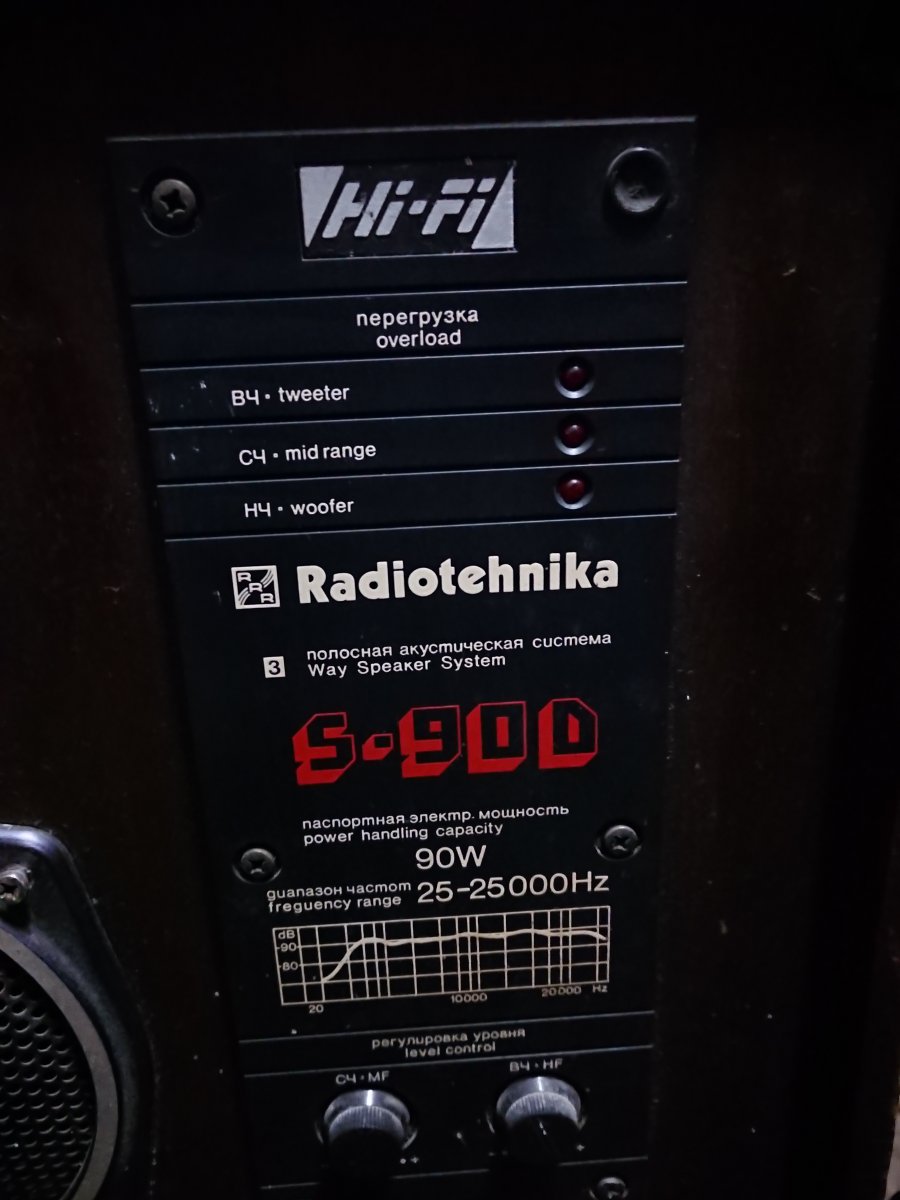 Hi-Fi
перегрузка
overload
ВЧ • tweeter
СЧ • mid range
НЧ • woofer
RRR Radiotehnika
3 полосная акустическая система
Way Speaker System
S-90D
паспортная электр. мощность
power handling capacity
90W
диапазон частот 25-25000Hz
freguency range
dB
90
80
20 10000 20000 Hz
регулировка уровня
level control
СЧ • MF ВЧ • HF
- + +